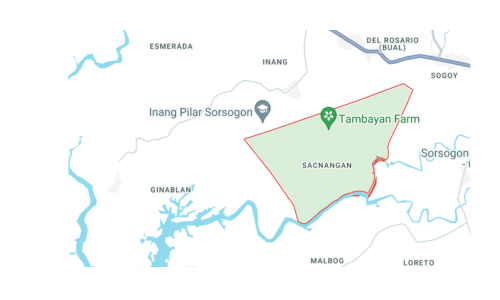 DEL ROSARIO
(BUAL)
ESMERADA
INANG
SOGOY
Inang Pilar Sorsogon
Tambayan Farm
Sorsogon
SACNANGAN
GINABLAN
MALBOG
LORETO